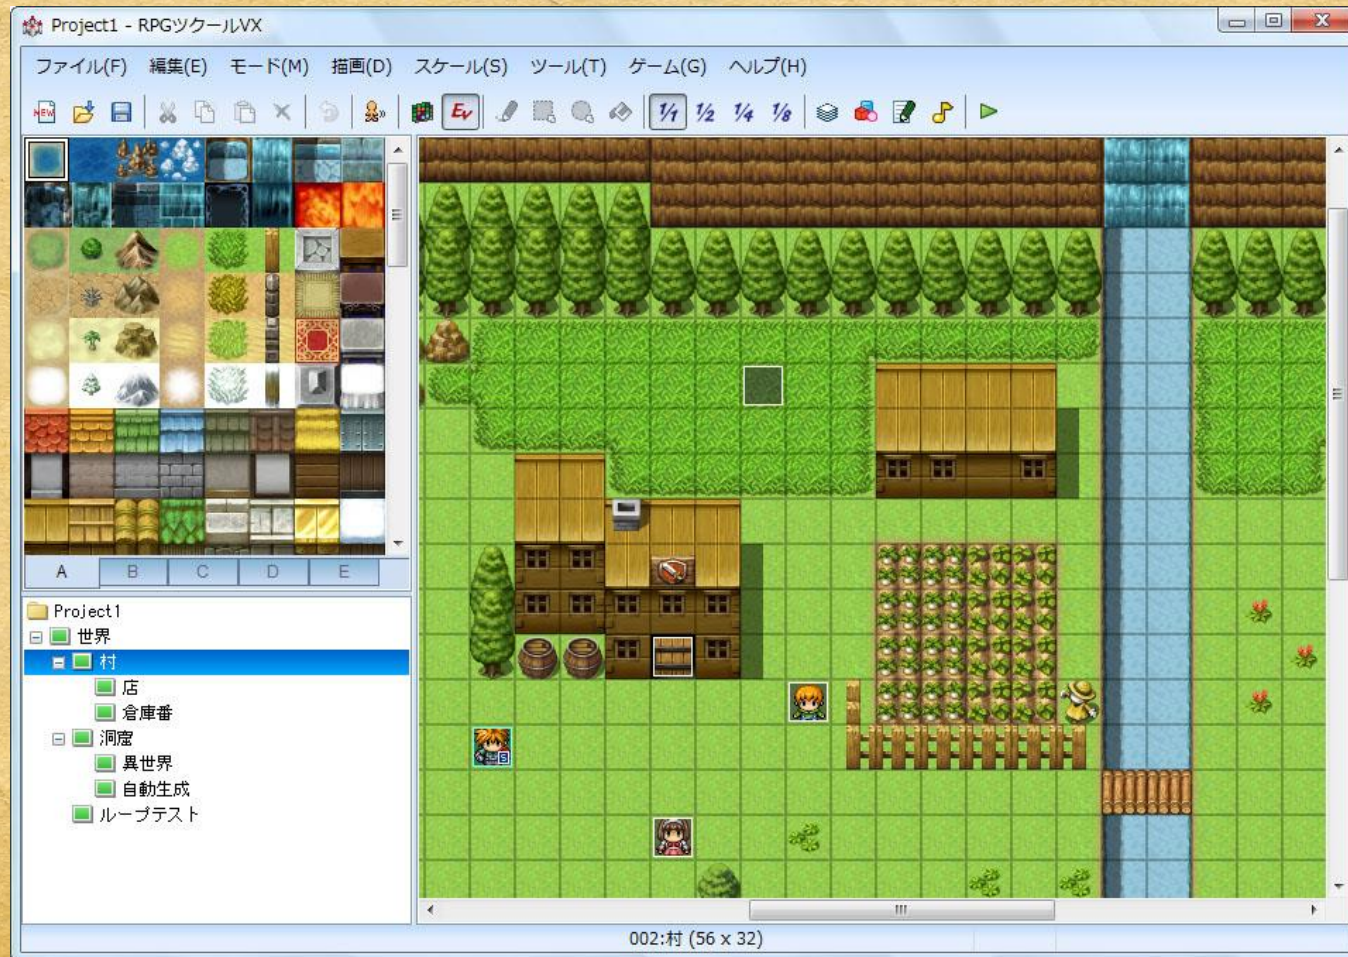 Project1 - RPGツクールVX
ファイル(F) 編集(E) モード(M) 描画(D) スケール(S) ツール(T) ゲーム(G) ヘルプ(H)
NEW EV 1/1 1/2 1/4 1/8
A B C D E
Project1
世界
村
店
倉庫番
洞窟
異世界
自動生成
ループテスト
S
002:村 (56 x 32)